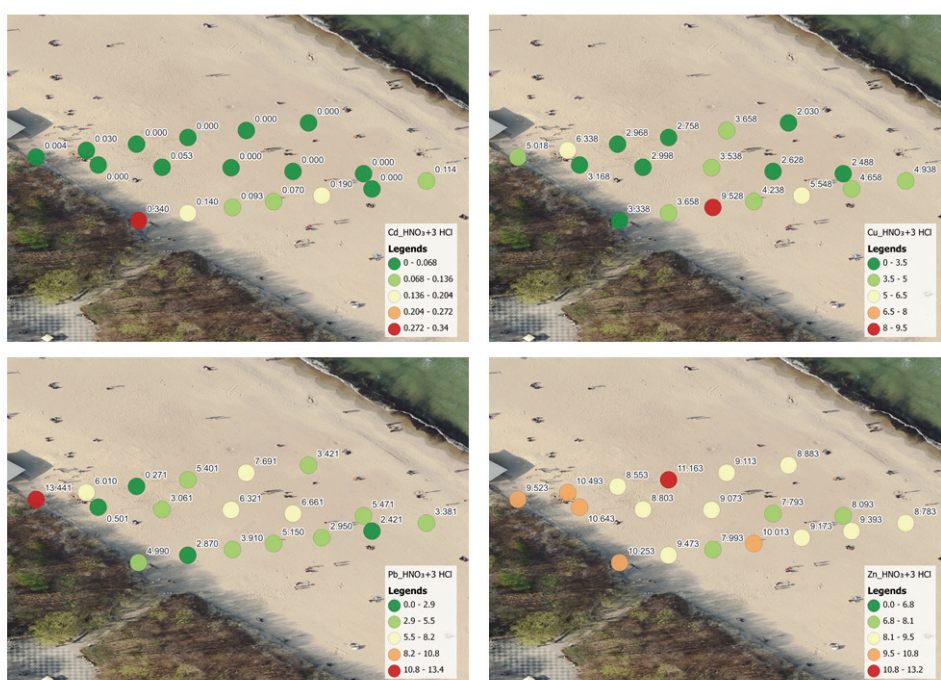 0.000
0.000
0.000
0.000
0.030
0.004
0.000
0.053
0.000
0.000
0.000
0.000
0.114
0.190
0.070
0.093
0.140
0.340
Cd_HNO₃+3 HCl
Legends
0 - 0.068
0.068 - 0.136
0.136 - 0.204
0.204 - 0.272
0.272 - 0.34
2.030
3.658
2.758
2.968
6.338
5.018
3.168
2.998
3.538
2.628
2.488
4.658
4.938
5.548
4.238
9.528
3.658
3.338
Cu_HNO₃+3 HCl
Legends
0 - 3.5
3.5 - 5
5 - 6.5
6.5 - 8
8 - 9.5
3.421
7.691
5.401
0.271
6.010
13.441
0.501
3.061
6.321
6.661
5.471
2.421
3.381
2.950
5.150
3.910
2.870
4.990
Pb_HNO₃+3 HCl
Legends
0.0 - 2.9
2.9 - 5.5
5.5 - 8.2
8.2 - 10.8
10.8 - 13.4
8.883
9.113
11.163
8.553
10.493
9.523
10.643
8.803
9.073
7.793
8.093
9.393
8.783
9.173
10.013
7.993
9.473
10.253
Zn_HNO₃+3 HCl
Legends
0.0 - 6.8
6.8 - 8.1
8.1 - 9.5
9.5 - 10.8
10.8 - 13.2